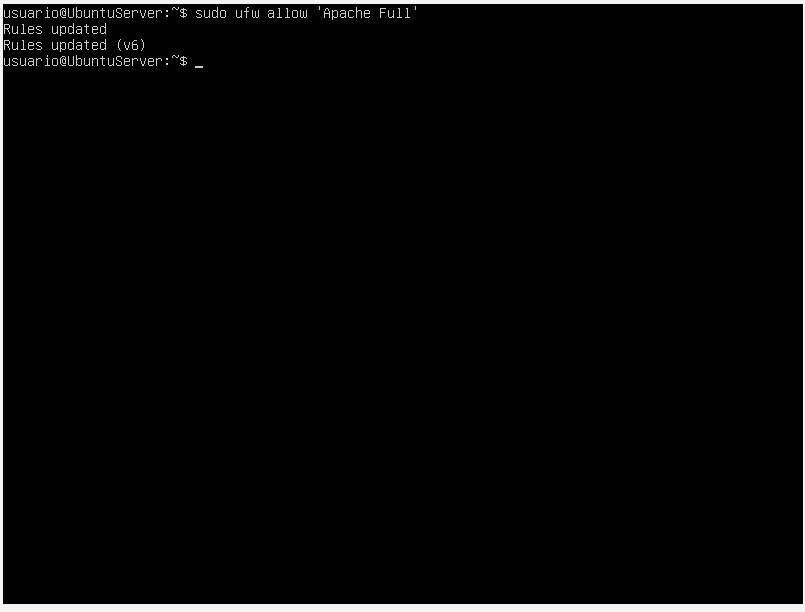 usuario@UbuntuServer:~$ sudo ufw allow 'Apache Full'
Rules updated
Rules updated (v6)
usuario@UbuntuServer:~$ _